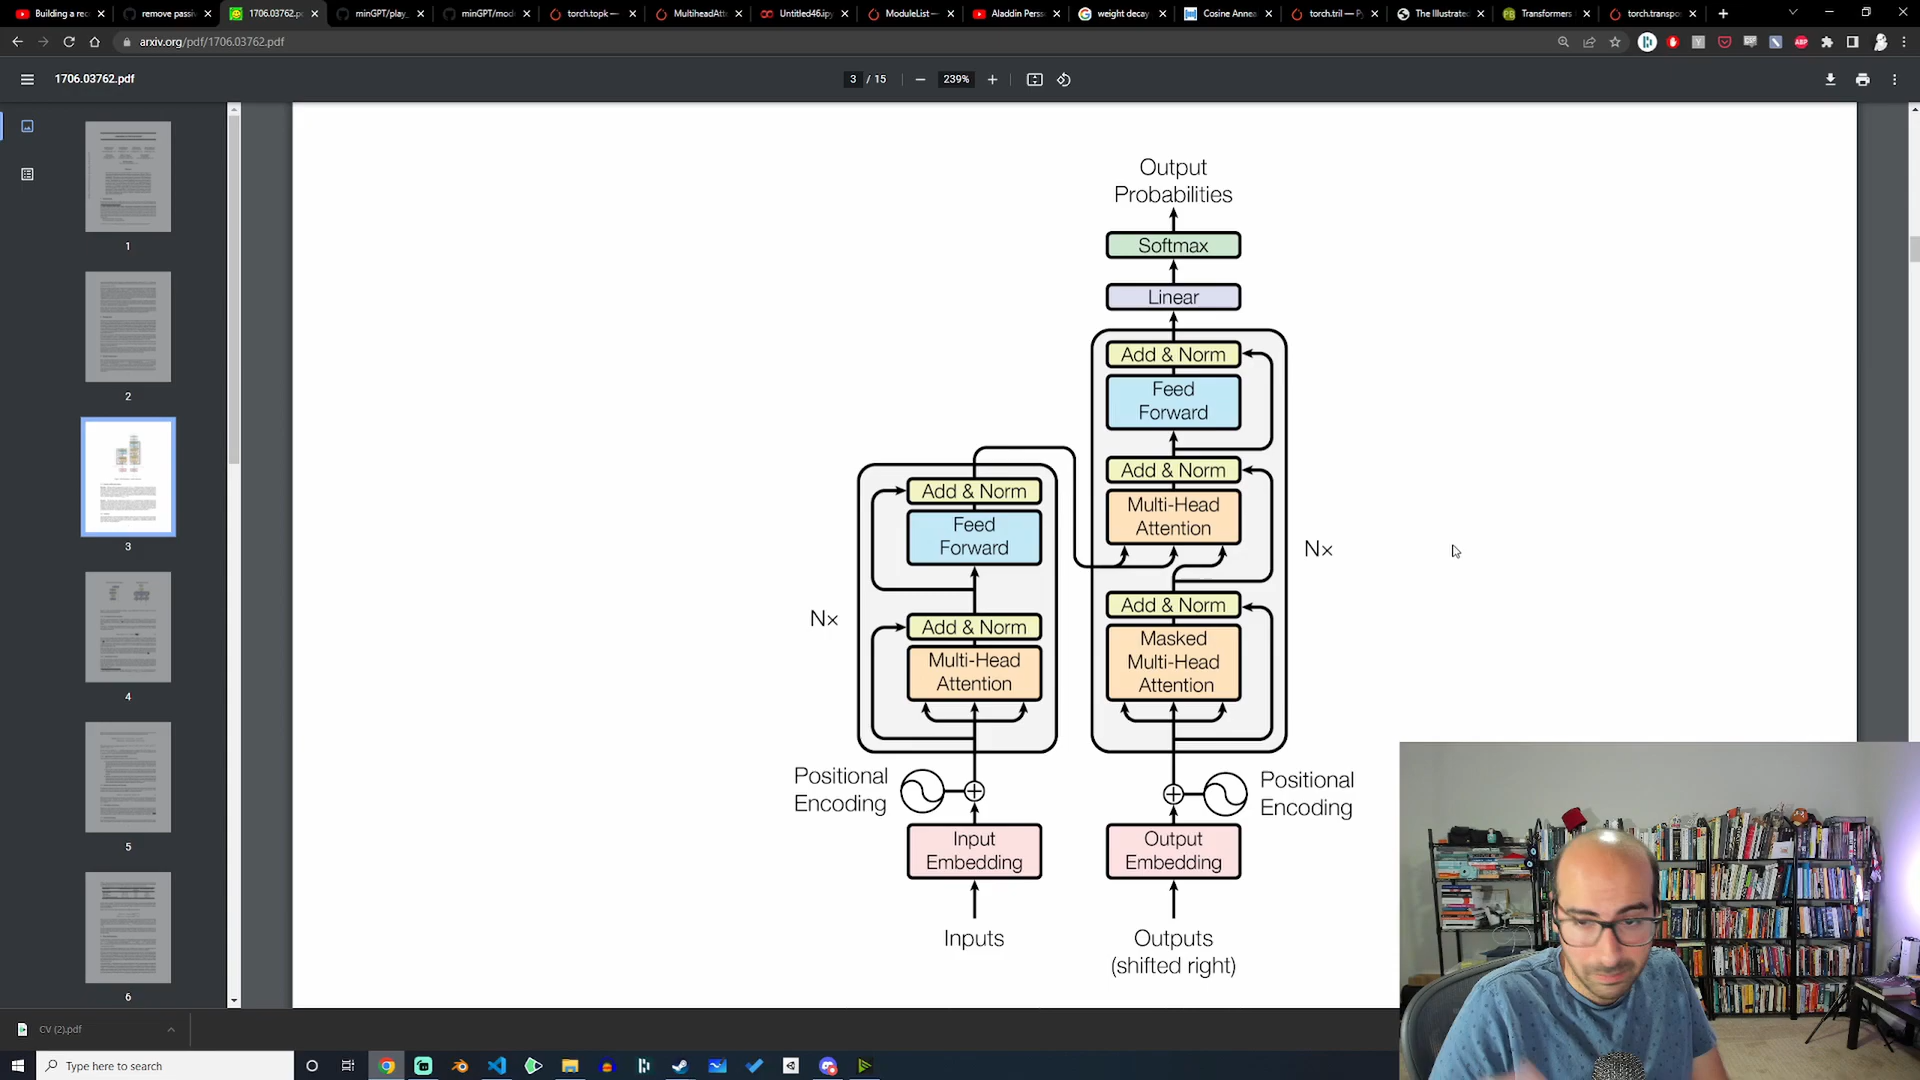 Building a rec
remove passiv
1706.03762.p
minGPT/play_
minGPT/mod
torch.topk —
MultiheadAtt
Untitled46.ip
ModuleList —
Aladdin Perss
weight decay
Cosine Annea
torch.tril — P
The Illustrate
Transformers
torch.transpo
arxiv.org/pdf/1706.03762.pdf
1706.03762.pdf
3 / 15
239%
1
2
3
4
5
6
Output
Probabilities
Softmax
Linear
Add & Norm
Feed
Forward
Add & Norm
Multi-Head
Attention
Add & Norm
Masked
Multi-Head
Attention
Nx
Add & Norm
Feed
Forward
Add & Norm
Multi-Head
Attention
Nx
Positional
Encoding
Positional
Encoding
Input
Embedding
Output
Embedding
Inputs
Outputs
(shifted right)
CV (2).pdf
Type here to search